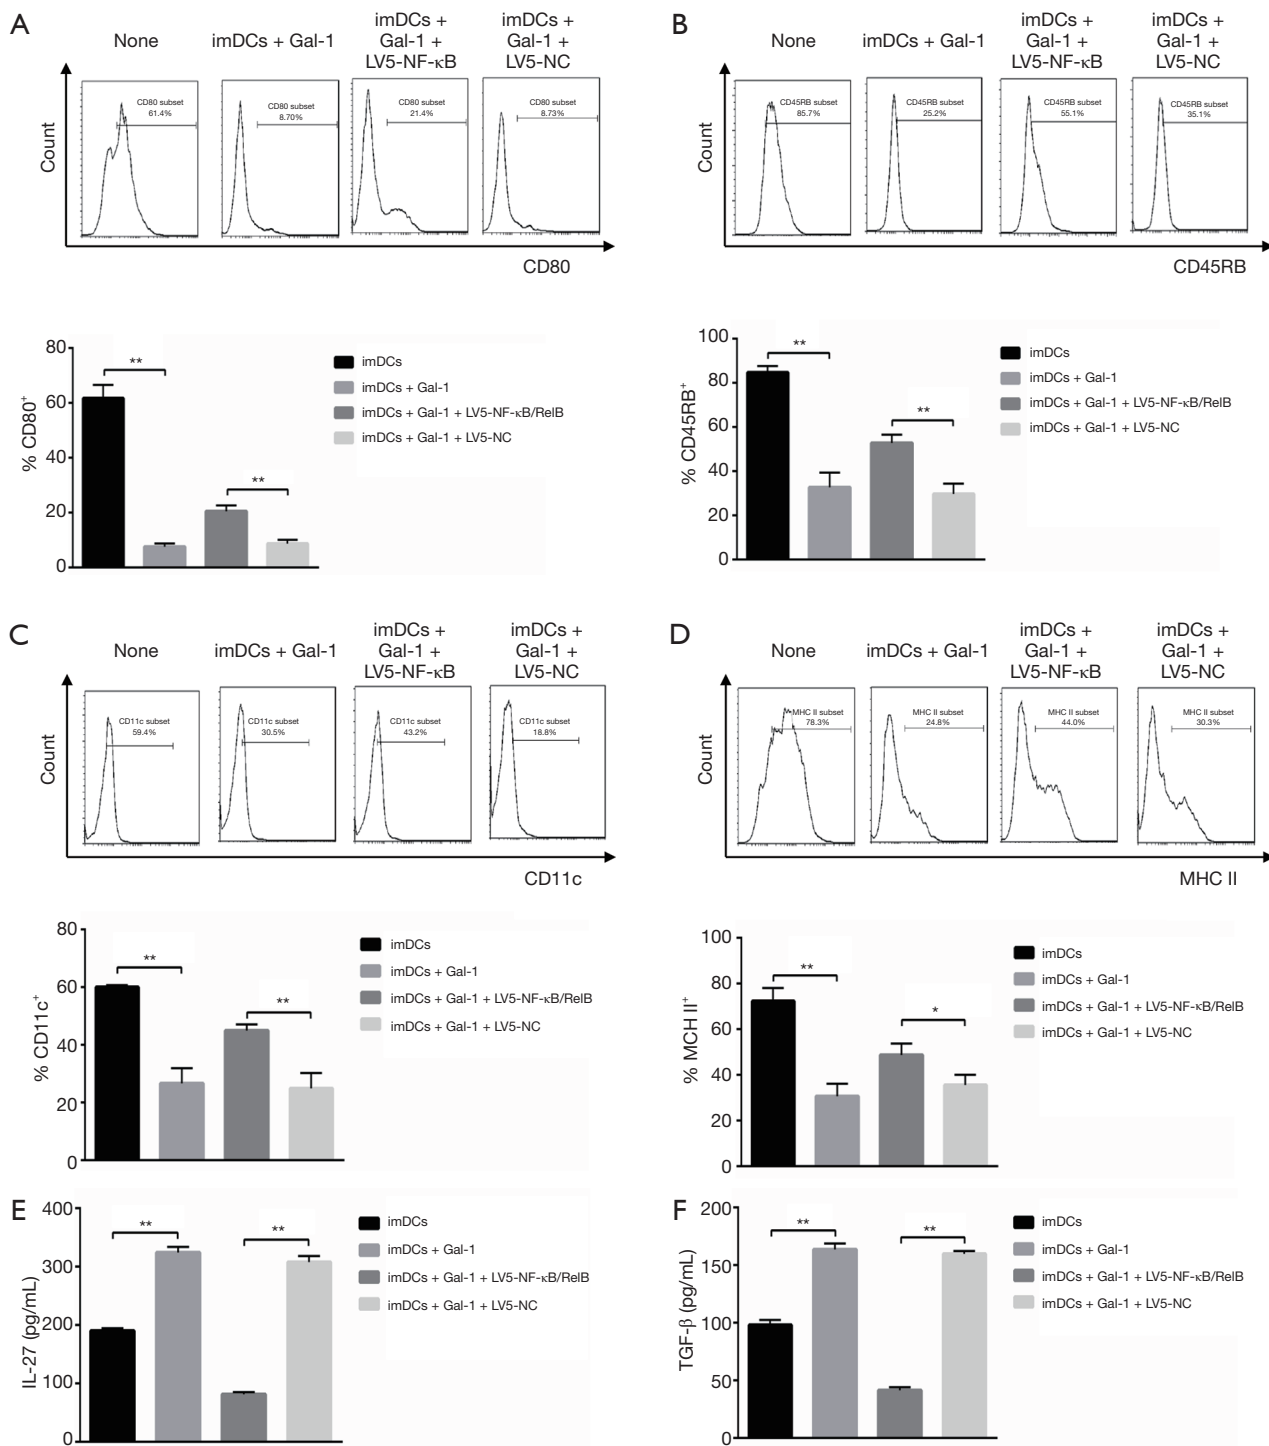 A
None
imDCs + Gal-1
imDCs +
Gal-1 +
LV5-NF-κB
imDCs +
Gal-1 +
LV5-NC
Count
CD80 subset
61.4%
CD80 subset
8.70%
CD80 subset
21.4%
CD80 subset
8.73%
CD80
% CD80+
80
60
40
20
0
**
**
imDCs
imDCs + Gal-1
imDCs + Gal-1 + LV5-NF-κB/RelB
imDCs + Gal-1 + LV5-NC
B
None
imDCs + Gal-1
imDCs +
Gal-1 +
LV5-NF-κB
imDCs +
Gal-1 +
LV5-NC
Count
CD45RB subset
85.7%
CD45RB subset
25.2%
CD45RB subset
55.1%
CD45RB subset
35.1%
CD45RB
% CD45RB+
100
80
60
40
20
0
**
**
imDCs
imDCs + Gal-1
imDCs + Gal-1 + LV5-NF-κB/RelB
imDCs + Gal-1 + LV5-NC
C
None
imDCs + Gal-1
imDCs +
Gal-1 +
LV5-NF-κB
imDCs +
Gal-1 +
LV5-NC
Count
CD11c subset
59.4%
CD11c subset
30.5%
CD11c subset
43.2%
CD11c subset
18.8%
CD11c
% CD11c+
80
60
40
20
0
**
**
imDCs
imDCs + Gal-1
imDCs + Gal-1 + LV5-NF-κB/RelB
imDCs + Gal-1 + LV5-NC
D
None
imDCs + Gal-1
imDCs +
Gal-1 +
LV5-NF-κB
imDCs +
Gal-1 +
LV5-NC
Count
MHC II subset
78.3%
MHC II subset
24.8%
MHC II subset
44.0%
MHC II subset
30.3%
MHC II
% MCH II+
100
80
60
40
20
0
**
*
imDCs
imDCs + Gal-1
imDCs + Gal-1 + LV5-NF-κB/RelB
imDCs + Gal-1 + LV5-NC
E
IL-27 (pg/mL)
400
300
200
100
0
**
**
imDCs
imDCs + Gal-1
imDCs + Gal-1 + LV5-NF-κB/RelB
imDCs + Gal-1 + LV5-NC
F
TGF-β (pg/mL)
200
150
100
50
0
**
**
imDCs
imDCs + Gal-1
imDCs + Gal-1 + LV5-NF-κB/RelB
imDCs + Gal-1 + LV5-NC